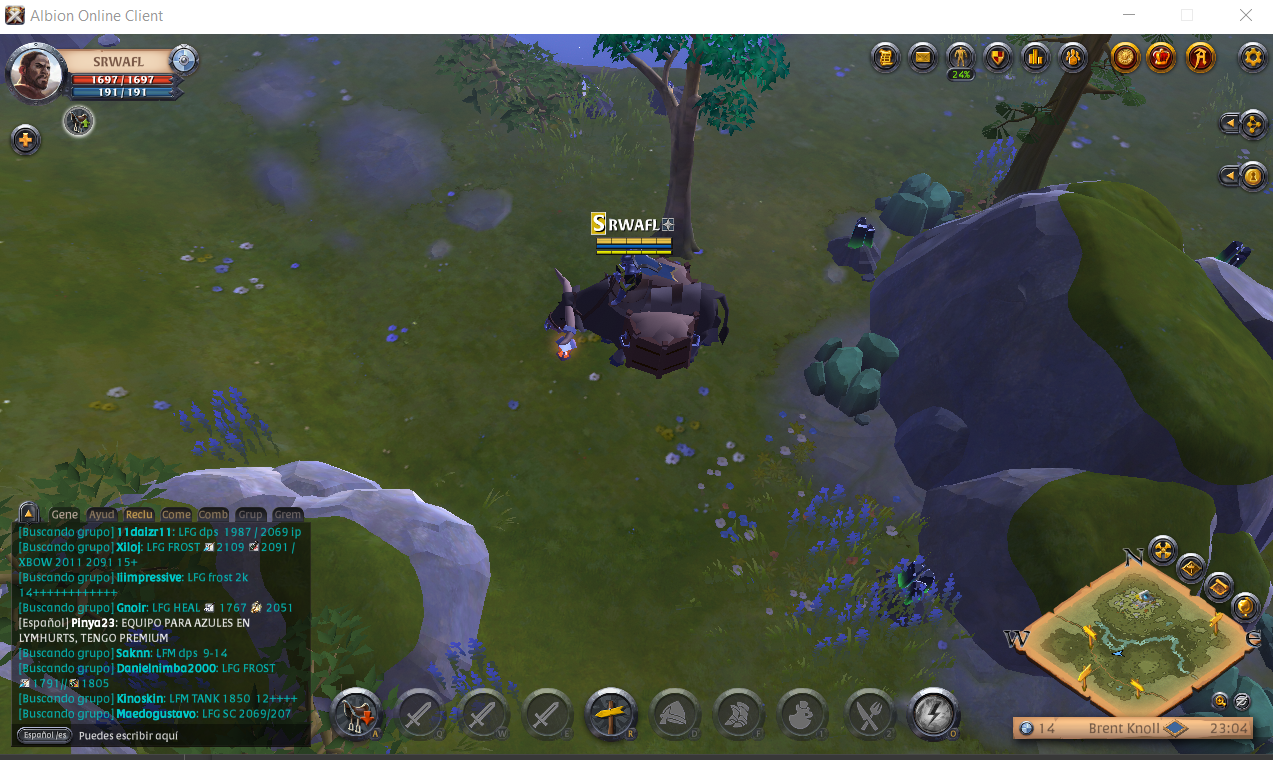 Albion Online Client
SRWAFL
1697 / 1697
191 / 191
24%
SRWAFL
Gene Ayud Reclu Come Comb Grup Grem
[Buscando grupo] 11daizr11: LFG dps 1987 / 2069 ip
[Buscando grupo] Xiloj: LFG FROST 2109 2091 /
XBOW 2011 2091 15+
[Buscando grupo] Iiimpressive: LFG frost 2k
14++++++++++++
[Buscando grupo] Gnoir: LFG HEAL 1767 2051
[Español] Pinya23: EQUIPO PARA AZULES EN
LYMHURTS, TENGO PREMIUM
[Buscando grupo] Saknn: LFM dps 9-14
[Buscando grupo] Danielnimba2000: LFG FROST
1791// 1805
[Buscando grupo] Kinoskin: LFM TANK 1850 12++++
[Buscando grupo] Maedogustavo: LFG SC 2069/207
Español /es Puedes escribir aquí
A Q W E R D F 1 2 O
N
W E
14 Brent Knoll 23:04